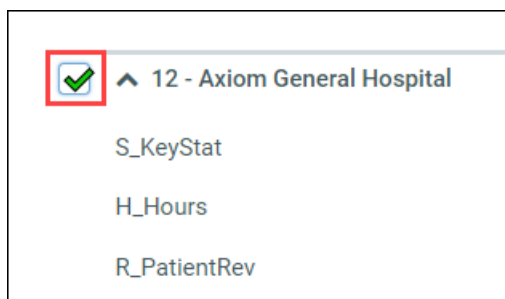 12 - Axiom General Hospital
S_KeyStat
H_Hours
R_PatientRev